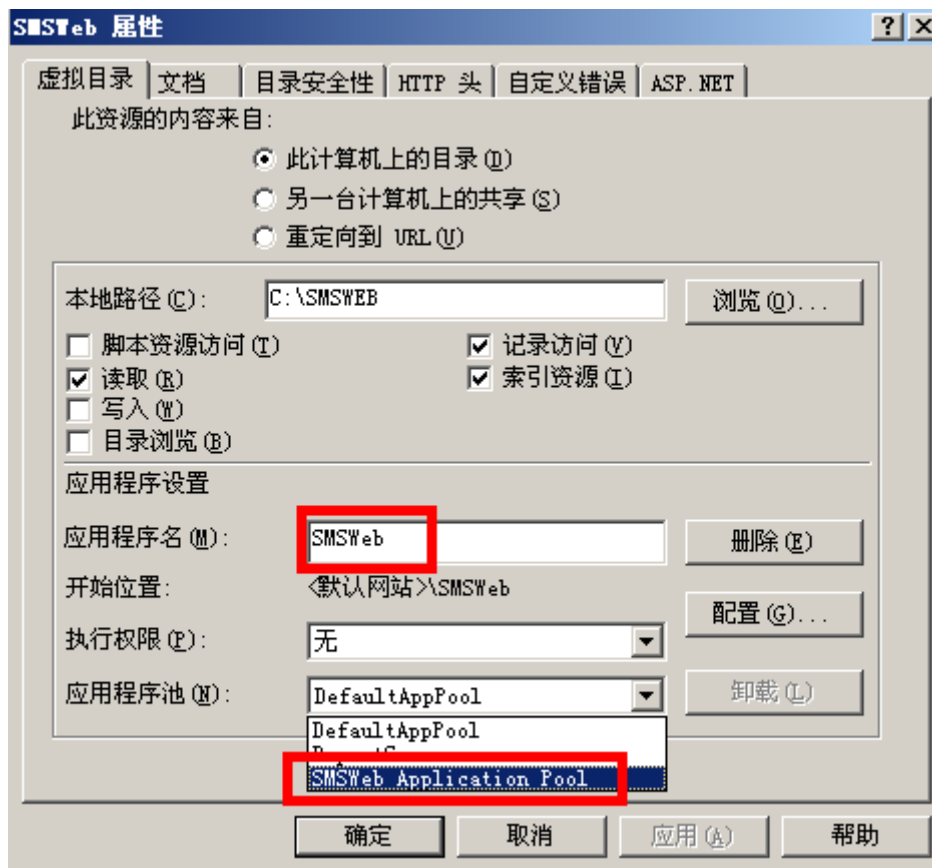 SMSWeb 属性
虚拟目录 文档 目录安全性 HTTP 头 自定义错误 ASP.NET
此资源的内容来自:
此计算机上的目录(D)
另一台计算机上的共享(S)
重定向到 URL(U)
本地路径(C): C:\SMSWEB 浏览(O)...
脚本资源访问(T) 记录访问(V)
读取(R) 索引资源(I)
写入(W)
目录浏览(B)
应用程序设置
应用程序名(M): SMSWeb 删除(E)
开始位置: <默认网站>\SMSWeb
配置(G)...
执行权限(P): 无
应用程序池(N): DefaultAppPool 卸载(L)
DefaultAppPool
SMSWeb Application Pool
确定 取消 应用(A) 帮助